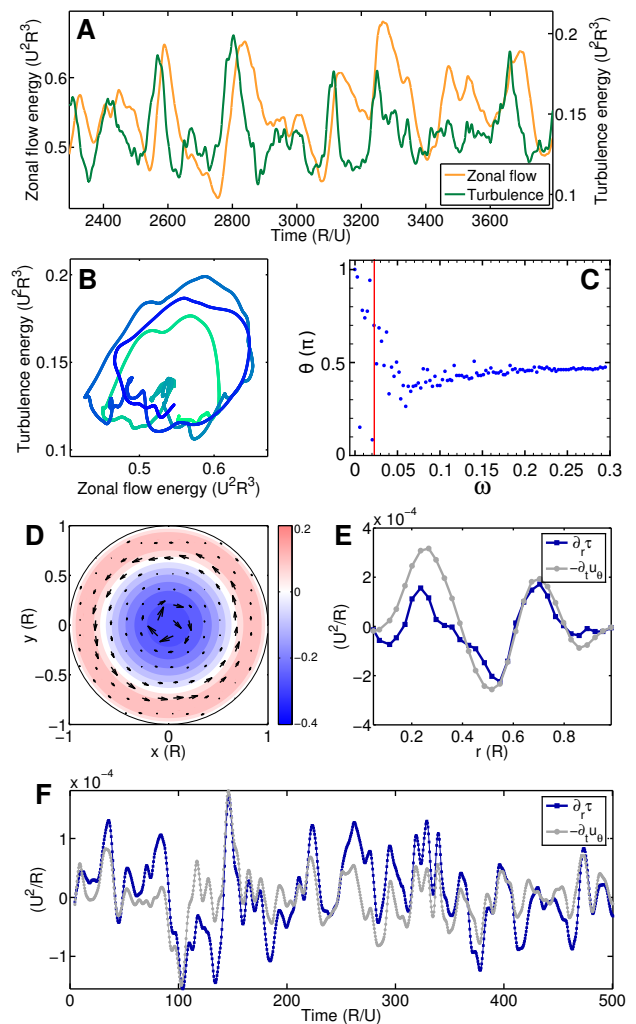 A
Zonal flow energy (U²R³)
0.6
0.5
0.2
0.15
0.1
Turbulence energy (U²R³)
Zonal flow
Turbulence
2400 2600 2800 3000 3200 3400 3600
Time (R/U)
B
Turbulence energy (U²R³)
0.2
0.15
0.1
0.5 0.6
Zonal flow energy (U²R³)
C
θ (π)
1
0.5
0
0 0.05 0.1 0.15 0.2 0.25 0.3
ω
D
y (R)
1
0.5
0
−0.5
−1
−1 0 1
x (R)
0.2
0
−0.2
−0.4
E
x 10⁻⁴
(U²/R)
4
2
0
−2
−4
∂rτ
−∂tuθ
0.2 0.4 0.6 0.8
r (R)
F
x 10⁻⁴
(U²/R)
1
0
−1
∂rτ
−∂tuθ
0 100 200 300 400 500
Time (R/U)